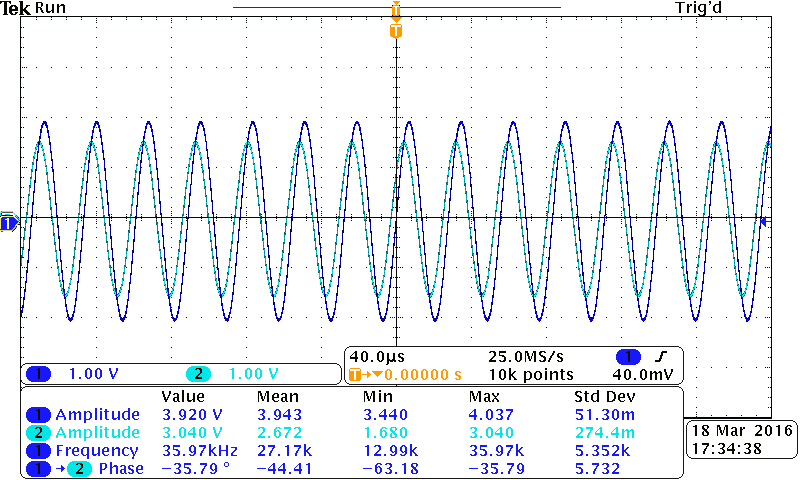 Tek Run Trig'd
T
T
1
1 1.00 V 2 1.00 V
40.0µs 25.0MS/s 1
T→▼0.00000 s 10k points 40.0mV
Value Mean Min Max Std Dev
1 Amplitude 3.920 V 3.943 3.440 4.037 51.30m
2 Amplitude 3.040 V 2.672 1.680 3.040 274.4m
1 Frequency 35.97kHz 27.17k 12.99k 35.97k 5.352k
1 → 2 Phase −35.79 ° −44.41 −63.18 −35.79 5.732
18 Mar 2016
17:34:38